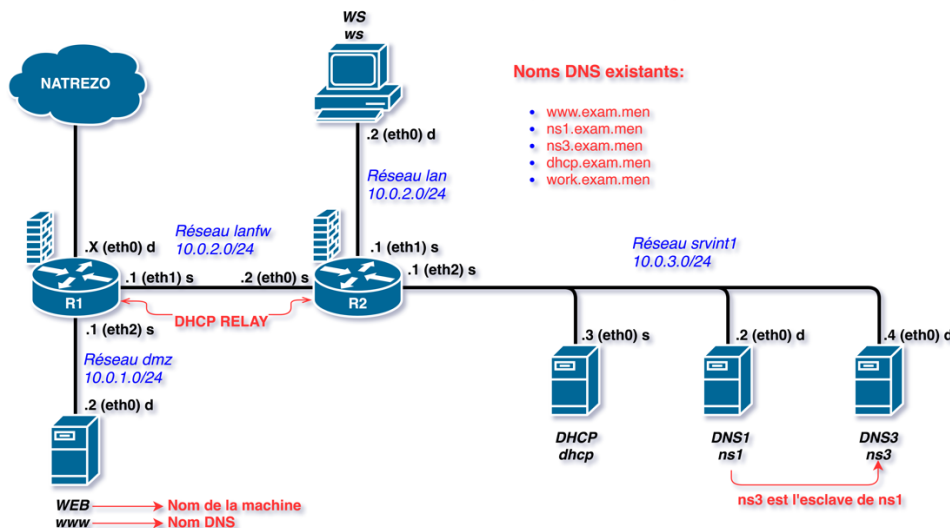 WS
ws
NATREZO
Noms DNS existants:
www.exam.men
ns1.exam.men
ns3.exam.men
dhcp.exam.men
work.exam.men
.2 (eth0) d
Réseau lan
10.0.2.0/24
Réseau lanfw
10.0.2.0/24
Réseau srvint1
10.0.3.0/24
.X (eth0) d
.1 (eth1) s
.1 (eth1) s
.2 (eth0) s
.1 (eth2) s
R1
R2
DHCP RELAY
.1 (eth2) s
Réseau dmz
10.0.1.0/24
.2 (eth0) d
.3 (eth0) s
.2 (eth0) d
.4 (eth0) d
DHCP
dhcp
DNS1
ns1
DNS3
ns3
ns3 est l'esclave de ns1
WEB
Nom de la machine
www
Nom DNS